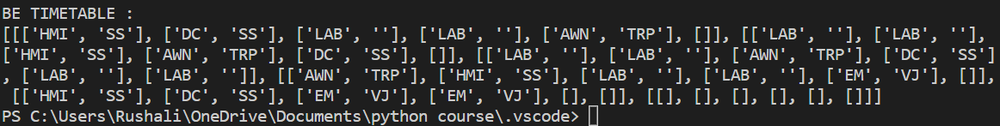 BE TIMETABLE :
[[['HMI', 'SS'], ['DC', 'SS'], ['LAB', ''], ['LAB', ''], ['AWN', 'TRP'], []], [['LAB', ''], ['LAB', ''],
['HMI', 'SS'], ['AWN', 'TRP'], ['DC', 'SS'], []], [['LAB', ''], ['LAB', ''], ['AWN', 'TRP'], ['DC', 'SS']
, ['LAB', ''], ['LAB', '']], [['AWN', 'TRP'], ['HMI', 'SS'], ['LAB', ''], ['LAB', ''], ['EM', 'VJ'], []],
 [['HMI', 'SS'], ['DC', 'SS'], ['EM', 'VJ'], ['EM', 'VJ'], [], []], [[], [], [], [], [], []]]
PS C:\Users\Rushali\OneDrive\Documents\python course\.vscode>